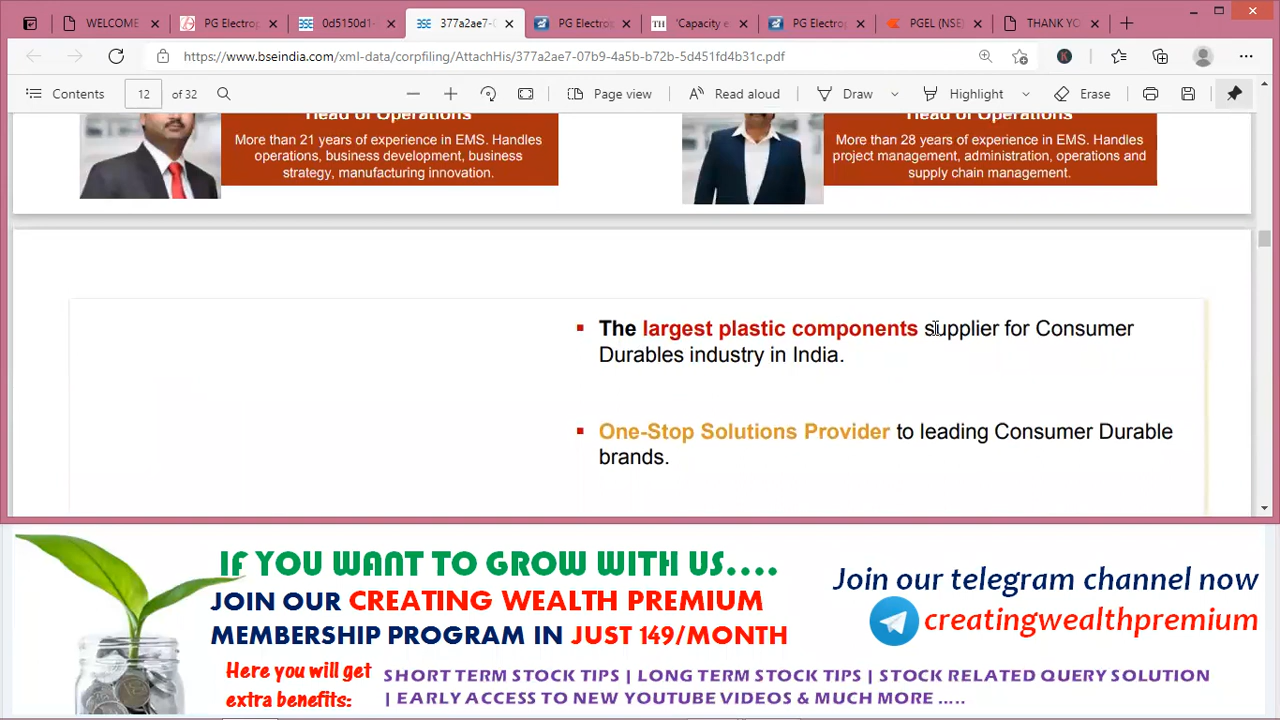 WELCOME
PG Electrop
0d5150d1-
377a2ae7-0
PG Electrop
'Capacity e
PG Electrop
PGEL (NSE)
THANK YO
https://www.bseindia.com/xml-data/corpfiling/AttachHis/377a2ae7-07b9-4a5b-b72b-5d451fd4b31c.pdf
Contents
12 of 32
Page view
Read aloud
Draw
Highlight
Erase
Head of Operations
More than 21 years of experience in EMS. Handles
operations, business development, business
strategy, manufacturing innovation.
Head of Operations
More than 28 years of experience in EMS. Handles
project management, administration, operations and
supply chain management.
▪ The largest plastic components supplier for Consumer
Durables industry in India.
▪ One-Stop Solutions Provider to leading Consumer Durable
brands.
IF YOU WANT TO GROW WITH US....
JOIN OUR CREATING WEALTH PREMIUM
MEMBERSHIP PROGRAM IN JUST 149/MONTH
Join our telegram channel now
creatingwealthpremium
Here you will get
extra benefits:
SHORT TERM STOCK TIPS | LONG TERM STOCK TIPS | STOCK RELATED QUERY SOLUTION
| EARLY ACCESS TO NEW YOUTUBE VIDEOS & MUCH MORE .....